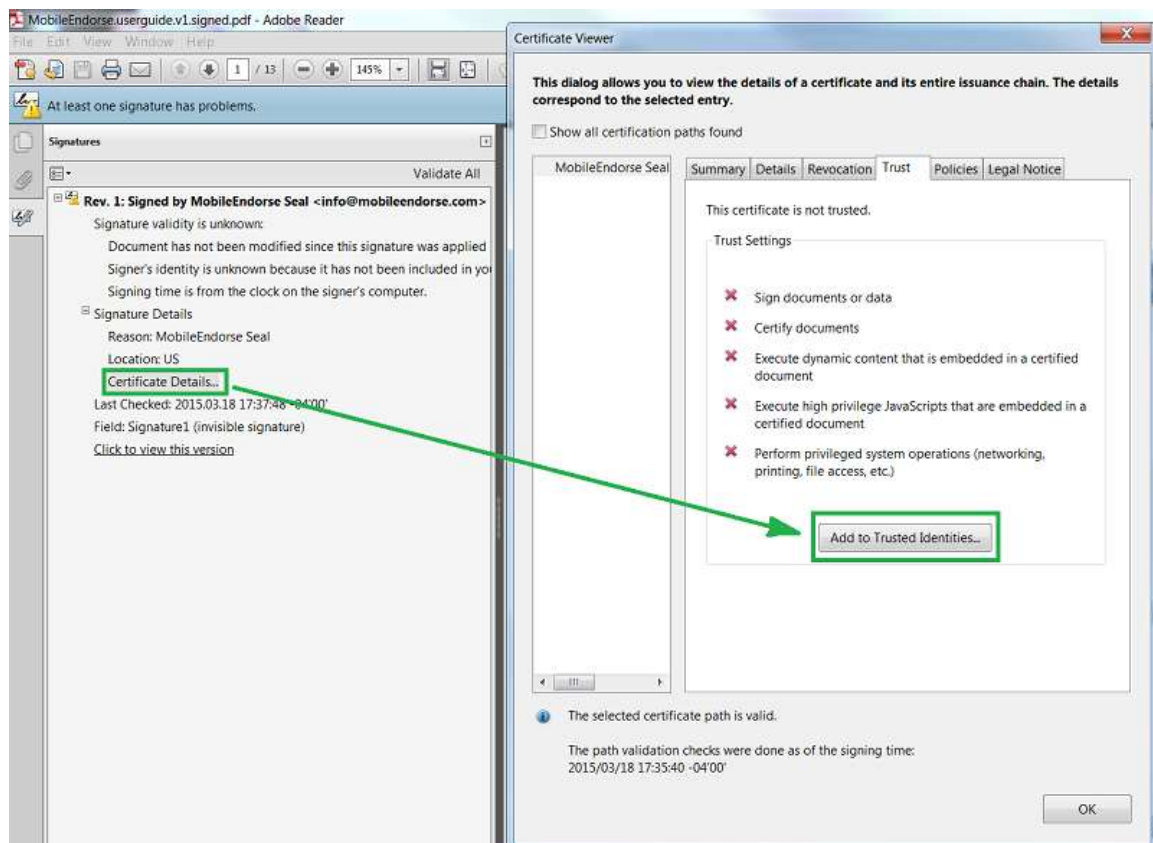 MobileEndorse.userguide.v1.signed.pdf - Adobe Reader
File Edit View Window Help
1 / 13 145%
At least one signature has problems.
Signatures
Validate All
Rev. 1: Signed by MobileEndorse Seal <info@mobileendorse.com>
Signature validity is unknown:
Document has not been modified since this signature was applied
Signer's identity is unknown because it has not been included in you
Signing time is from the clock on the signer's computer.
Signature Details
Reason: MobileEndorse Seal
Location: US
Certificate Details...
Last Checked: 2015.03.18 17:37:48 -04'00'
Field: Signature1 (invisible signature)
Click to view this version
Certificate Viewer
This dialog allows you to view the details of a certificate and its entire issuance chain. The details
correspond to the selected entry.
Show all certification paths found
MobileEndorse Seal
Summary Details Revocation Trust Policies Legal Notice
This certificate is not trusted.
Trust Settings
Sign documents or data
Certify documents
Execute dynamic content that is embedded in a certified
document
Execute high privilege JavaScripts that are embedded in a
certified document
Perform privileged system operations (networking,
printing, file access, etc.)
Add to Trusted Identities...
The selected certificate path is valid.
The path validation checks were done as of the signing time:
2015/03/18 17:35:40 -04'00'
OK